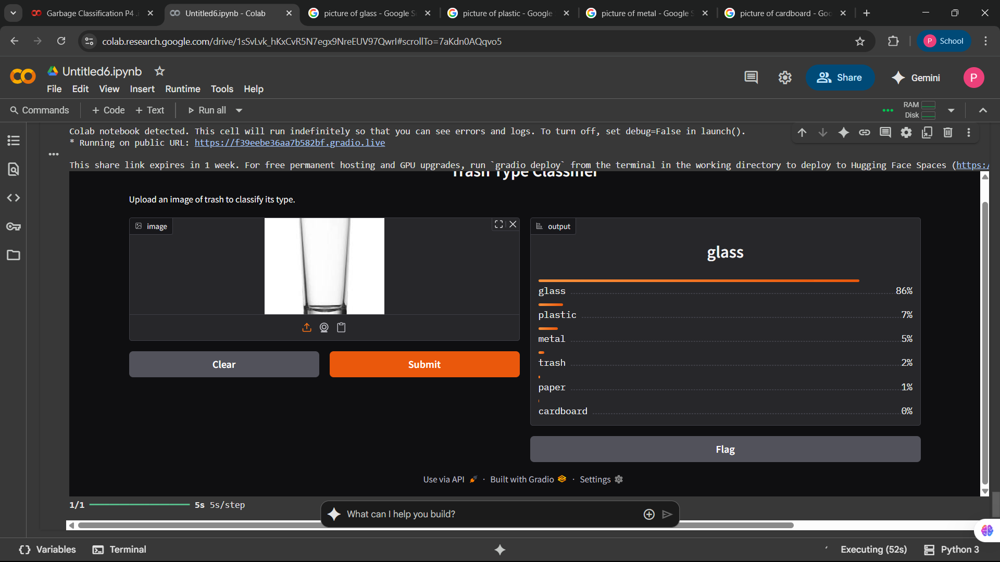 Garbage Classification P4 .i
Untitled6.ipynb - Colab
picture of glass - Google S
picture of plastic - Google
picture of metal - Google S
picture of cardboard - Goo
colab.research.google.com/drive/1sSvLvk_hKxCvR5N7egx9NreEUV97Qwrl#scrollTo=7aKdn0AQqvo5
P School
CO Untitled6.ipynb
File Edit View Insert Runtime Tools Help
Share
Gemini
P
Commands + Code + Text Run all
RAM
Disk
Colab notebook detected. This cell will run indefinitely so that you can see errors and logs. To turn off, set debug=False in launch().
* Running on public URL: https://f39eebe36aa7b582bf.gradio.live
This share link expires in 1 week. For free permanent hosting and GPU upgrades, run `gradio deploy` from the terminal in the working directory to deploy to Hugging Face Spaces (https:/
Trash Type Classifier
Upload an image of trash to classify its type.
image
output
glass
glass 86%
plastic 7%
metal 5%
trash 2%
paper 1%
cardboard 0%
Clear
Submit
Flag
Use via API · Built with Gradio · Settings
1/1 5s 5s/step
What can I help you build?
{} Variables
Terminal
Executing (52s)
Python 3